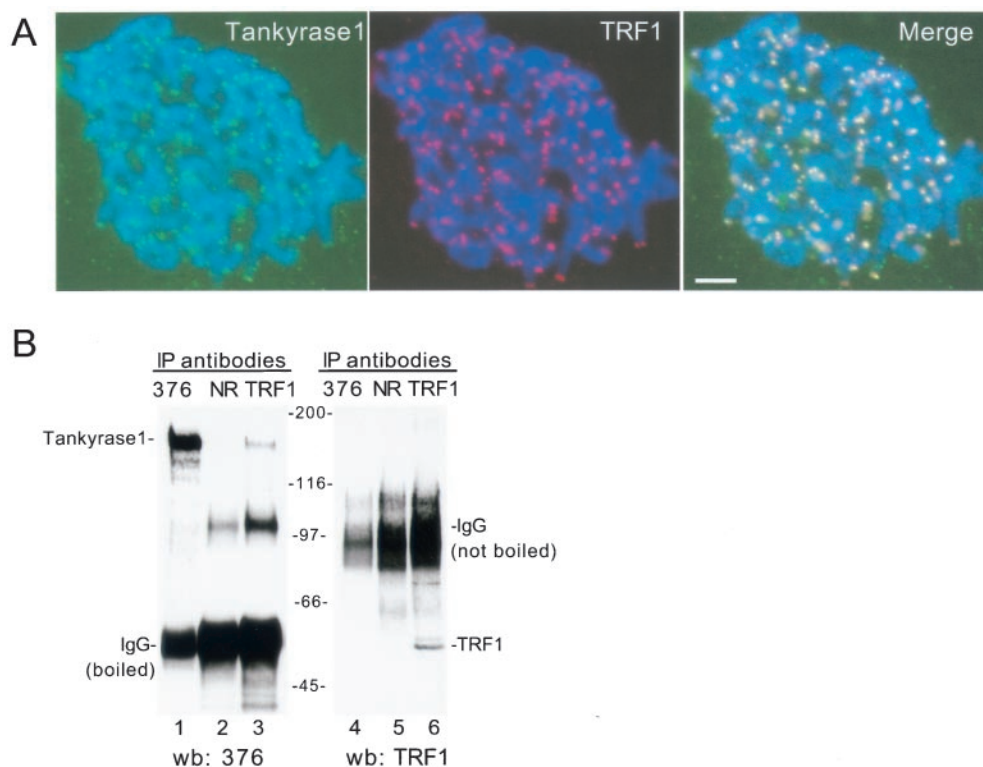 A
Tankyrase1 TRF1 Merge
B
IP antibodies IP antibodies
376 NR TRF1 376 NR TRF1
-200-
Tankyrase1-
-116-
-IgG
-97-
(not boiled)
-66-
IgG- -TRF1
(boiled)
-45-
1 2 3 4 5 6
wb: 376 wb: TRF1